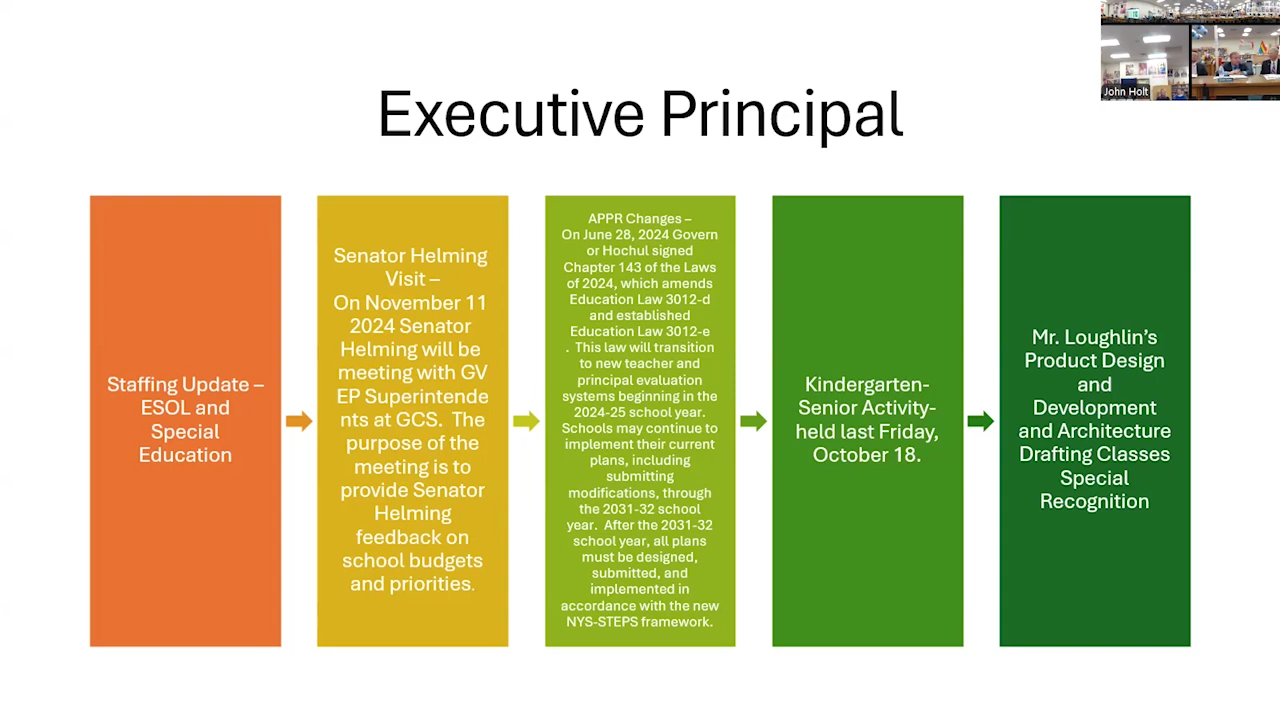 John Holt
Executive Principal
Staffing Update –
ESOL and
Special
Education
Senator Helming
Visit –
On November 11
2024 Senator
Helming will be
meeting with GV
EP Superintende
nts at GCS.  The
purpose of the
meeting is to
provide Senator
Helming
feedback on
school budgets
and priorities.
APPR Changes –
On June 28, 2024 Govern
or Hochul signed
Chapter 143 of the Laws
of 2024, which amends
Education Law 3012-d
and established
Education Law 3012-e
.  This law will transition
to new teacher and
principal evaluation
systems beginning in the
2024-25 school year.
Schools may continue to
implement their current
plans, including
submitting
modifications, through
the 2031-32 school
year.  After the 2031-32
school year, all plans
must be designed,
submitted, and
implemented in
accordance with the new
NYS-STEPS framework.
Kindergarten-
Senior Activity-
held last Friday,
October 18.
Mr. Loughlin’s
Product Design
and
Development
and Architecture
Drafting Classes
Special
Recognition